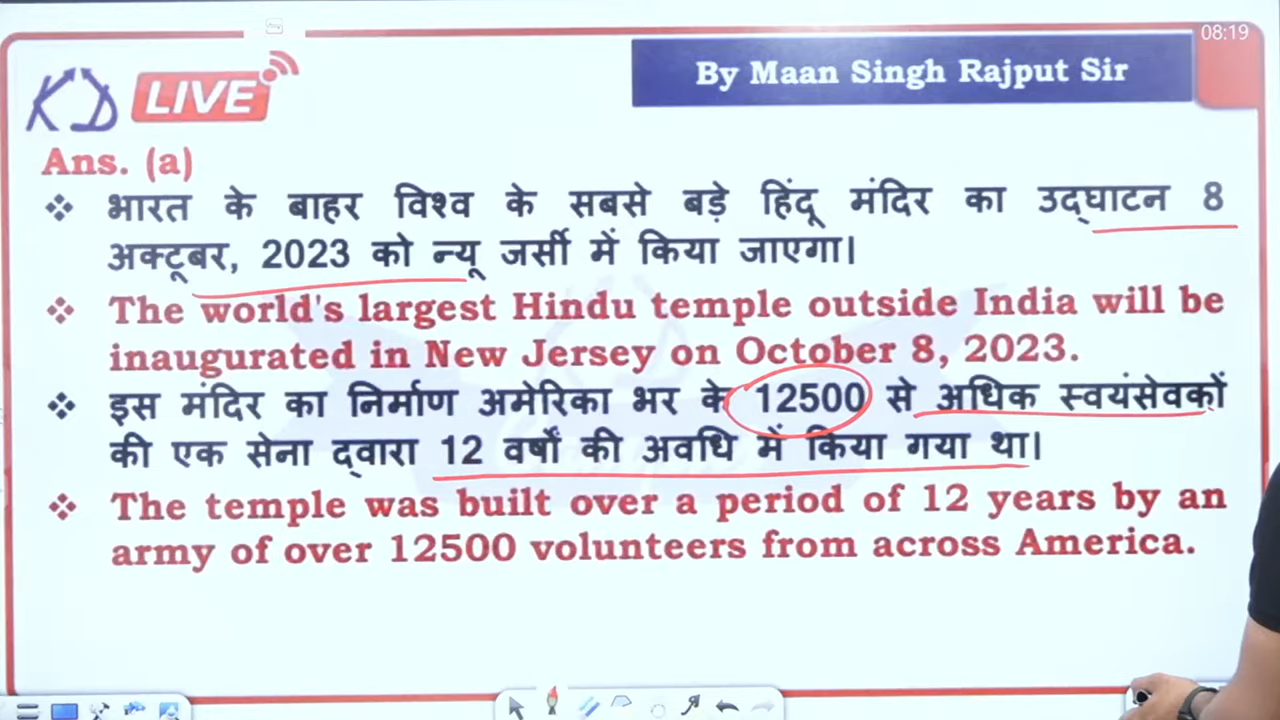 08:19
KD LIVE
By Maan Singh Rajput Sir
Ans. (a)
❖ भारत के बाहर विश्व के सबसे बड़े हिंदू मंदिर का उद्घाटन 8
अक्टूबर, 2023 को न्यू जर्सी में किया जाएगा।
❖ The world's largest Hindu temple outside India will be
inaugurated in New Jersey on October 8, 2023.
❖ इस मंदिर का निर्माण अमेरिका भर के 12500 से अधिक स्वयंसेवकों
की एक सेना द्वारा 12 वर्षों की अवधि में किया गया था।
❖ The temple was built over a period of 12 years by an
army of over 12500 volunteers from across America.